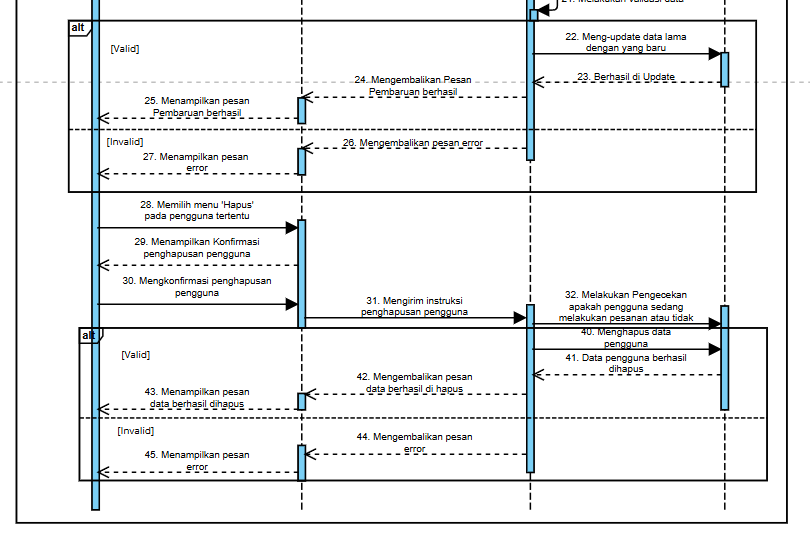 21. Melakukan validasi data
alt
[Valid]
22. Meng-update data lama
dengan yang baru
23. Berhasil di Update
24. Mengembalikan Pesan
Pembaruan berhasil
25. Menampilkan pesan
Pembaruan berhasil
[Invalid]
26. Mengembalikan pesan error
27. Menampilkan pesan
error
28. Memilih menu 'Hapus'
pada pengguna tertentu
29. Menampilkan Konfirmasi
penghapusan pengguna
30. Mengkonfirmasi penghapusan
pengguna
31. Mengirim instruksi
penghapusan pengguna
32. Melakukan Pengecekan
apakah pengguna sedang
melakukan pesanan atau tidak
alt
[Valid]
40. Menghapus data
pengguna
41. Data pengguna berhasil
dihapus
42. Mengembalikan pesan
data berhasil di hapus
43. Menampilkan pesan
data berhasil dihapus
[Invalid]
44. Mengembalikan pesan
error
45. Menampilkan pesan
error